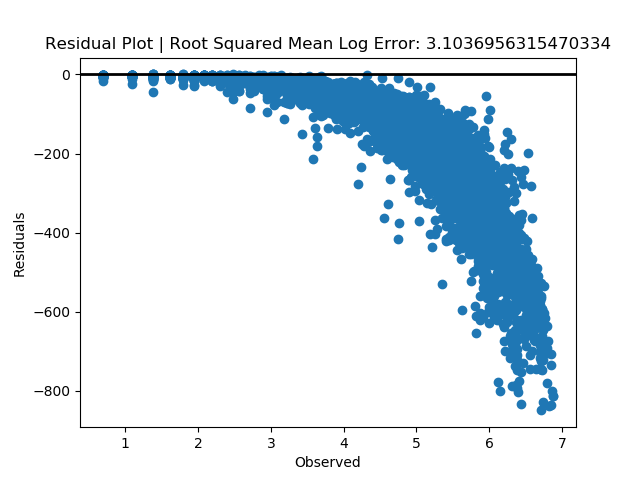 Residual Plot | Root Squared Mean Log Error: 3.1036956315470334
0
−200
−400
−600
−800
Residuals
1 2 3 4 5 6 7
Observed